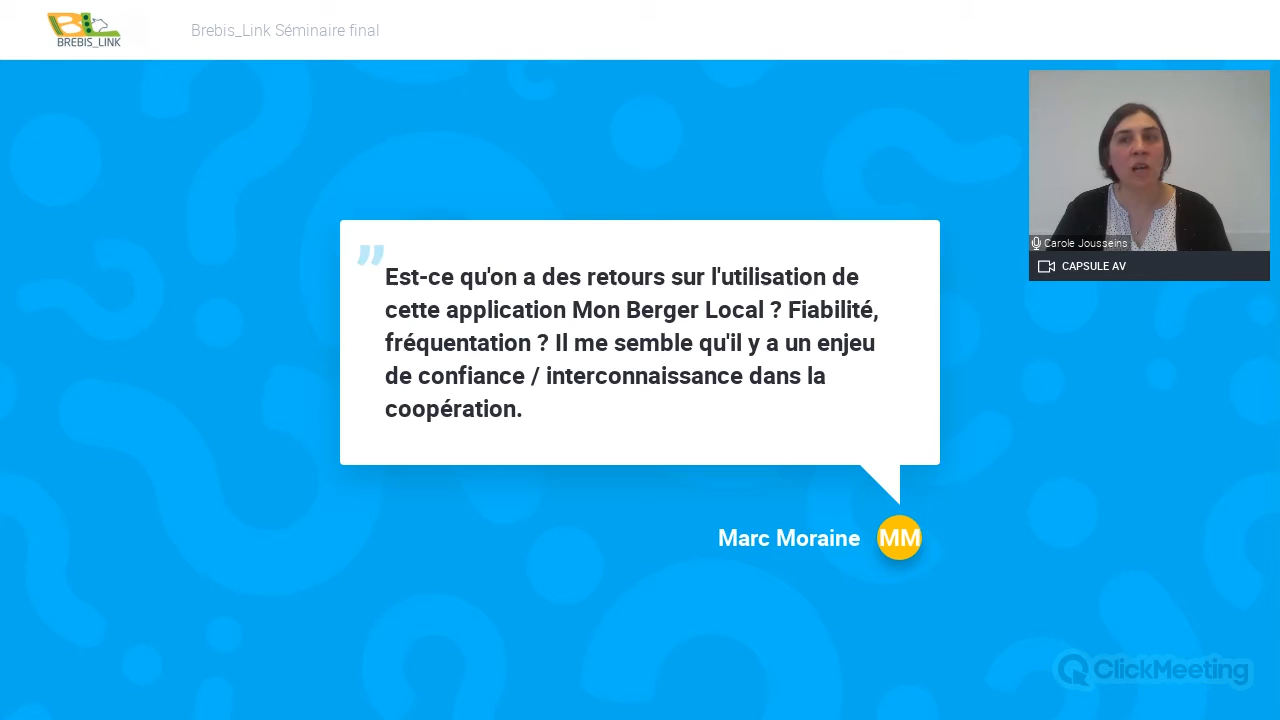 BL
BREBIS_LINK
Brebis_Link Séminaire final
Carole Jousseins
CAPSULE AV
"
Est-ce qu'on a des retours sur l'utilisation de
cette application Mon Berger Local ? Fiabilité,
fréquentation ? Il me semble qu'il y a un enjeu
de confiance / interconnaissance dans la
coopération.
Marc Moraine
MM
ClickMeeting